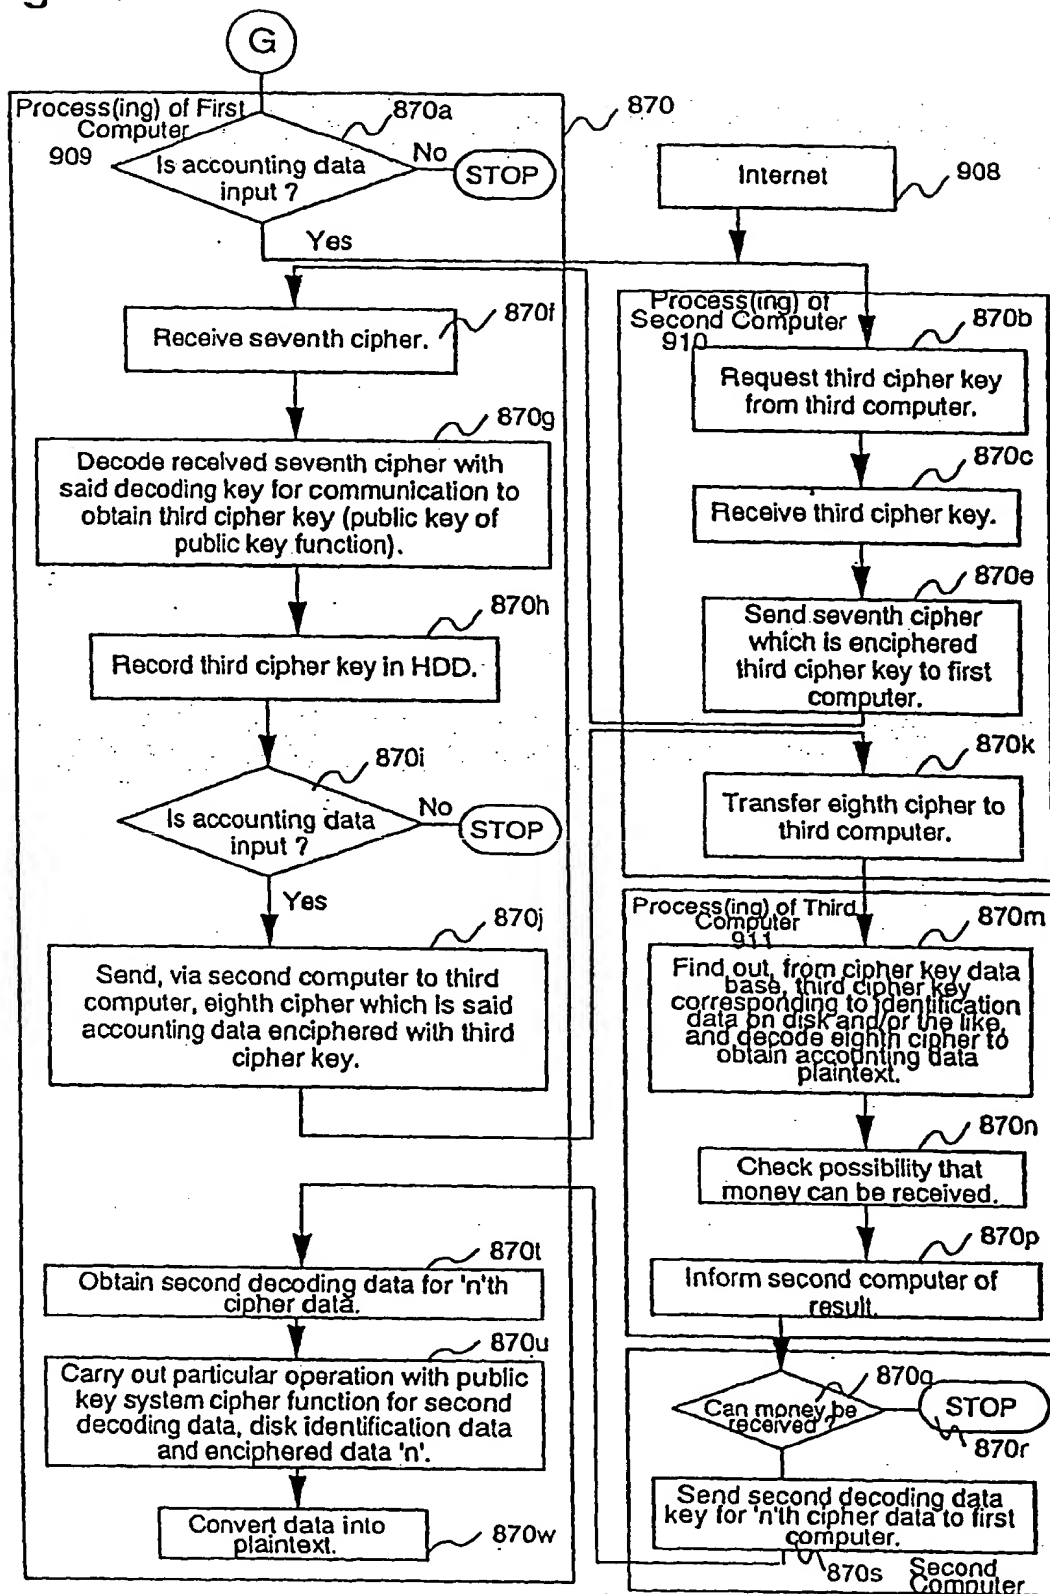 G
Process(ing) of First
Computer
909
870a
870
Is accounting data
input ?
No
STOP
Yes
Internet
908
Receive seventh cipher.
870f
Process(ing) of
Second Computer
910
870b
Request third cipher key
from third computer.
870g
Decode received seventh cipher with
said decoding key for communication to
obtain third cipher key (public key of
public key function).
870c
Receive third cipher key.
870e
Send seventh cipher
which is enciphered
third cipher key to first
computer.
870h
Record third cipher key in HDD.
870i
Is accounting data
input ?
No
STOP
Yes
870k
Transfer eighth cipher to
third computer.
870j
Send, via second computer to third
computer, eighth cipher which is said
accounting data enciphered with third
cipher key.
Process(ing) of Third
Computer
911
870m
Find out, from cipher key data
base, third cipher key
corresponding to identification
data on disk and/or the like,
and decode eighth cipher to
obtain accounting data
plaintext.
870n
Check possibility that
money can be received.
870p
Inform second computer of
result.
870t
Obtain second decoding data for 'n'th
cipher data.
870u
Carry out particular operation with public
key system cipher function for second
decoding data, disk identification data
and enciphered data 'n'.
Convert data into
plaintext.
870w
870q
Can money be
received ?
STOP
870r
Send second decoding data
key for 'n'th cipher data to first
computer.
870s
Second
Computer